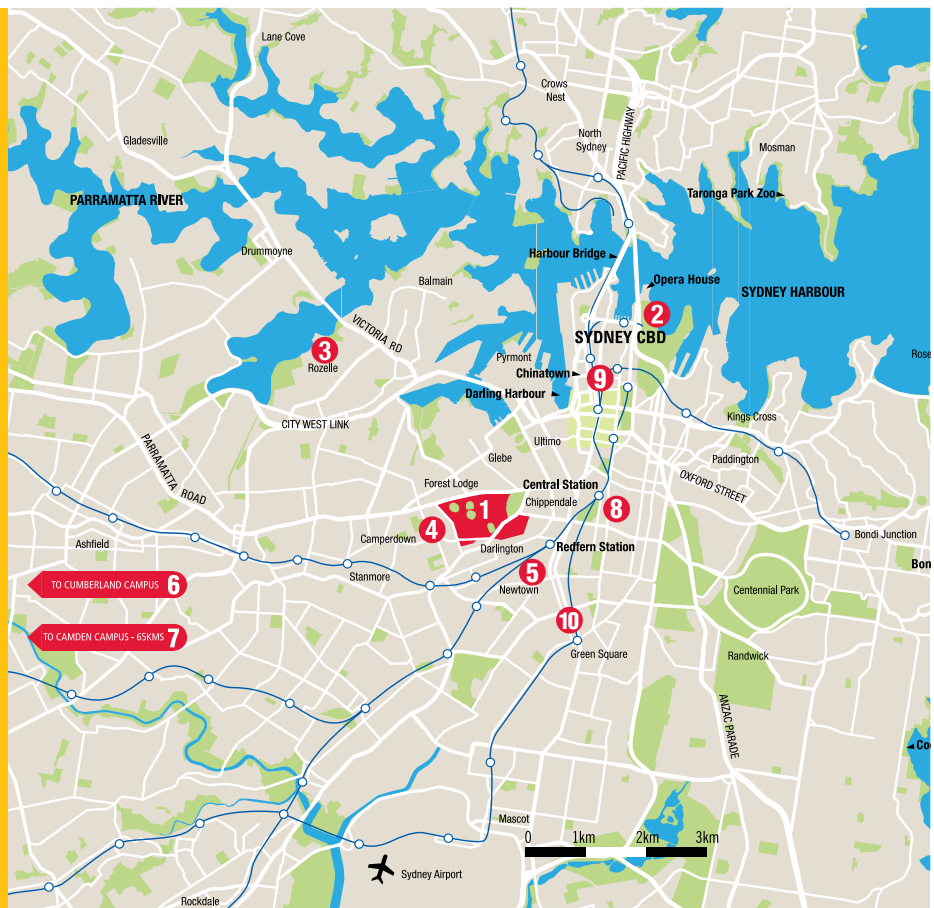 Lane Cove
Crows
Nest
Gladesville
North
Sydney
PACIFIC HIGHWAY
Mosman
PARRAMATTA RIVER
Taronga Park Zoo
Drummoyne
Harbour Bridge
Balmain
Opera House
SYDNEY HARBOUR
2
VICTORIA RD
SYDNEY CBD
3
Rozelle
Pyrmont
Rose
Chinatown
9
Darling Harbour
Kings Cross
CITY WEST LINK
Ultimo
Glebe
Paddington
PARRAMATTA ROAD
OXFORD STREET
Forest Lodge
Central Station
Chippendale
1
8
4
Camperdown
Darlington
Redfern Station
Bondi Junction
Ashfield
Stanmore
5
Newtown
Bon
TO CUMBERLAND CAMPUS 6
Centennial Park
10
TO CAMDEN CAMPUS - 65KMS 7
Green Square
Randwick
ANZAC PARADE
Coo
Mascot
0 1km 2km 3km
Sydney Airport
Rockdale